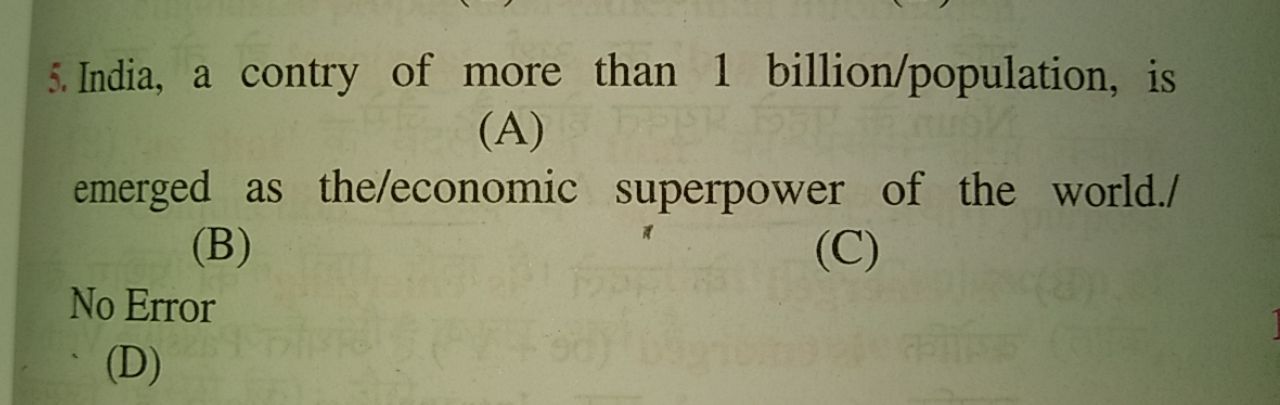 5. India, a contry of more than 1 billion/population, is
(A)
emerged as the/economic superpower of the world./
(B) (C)
No Error
(D)